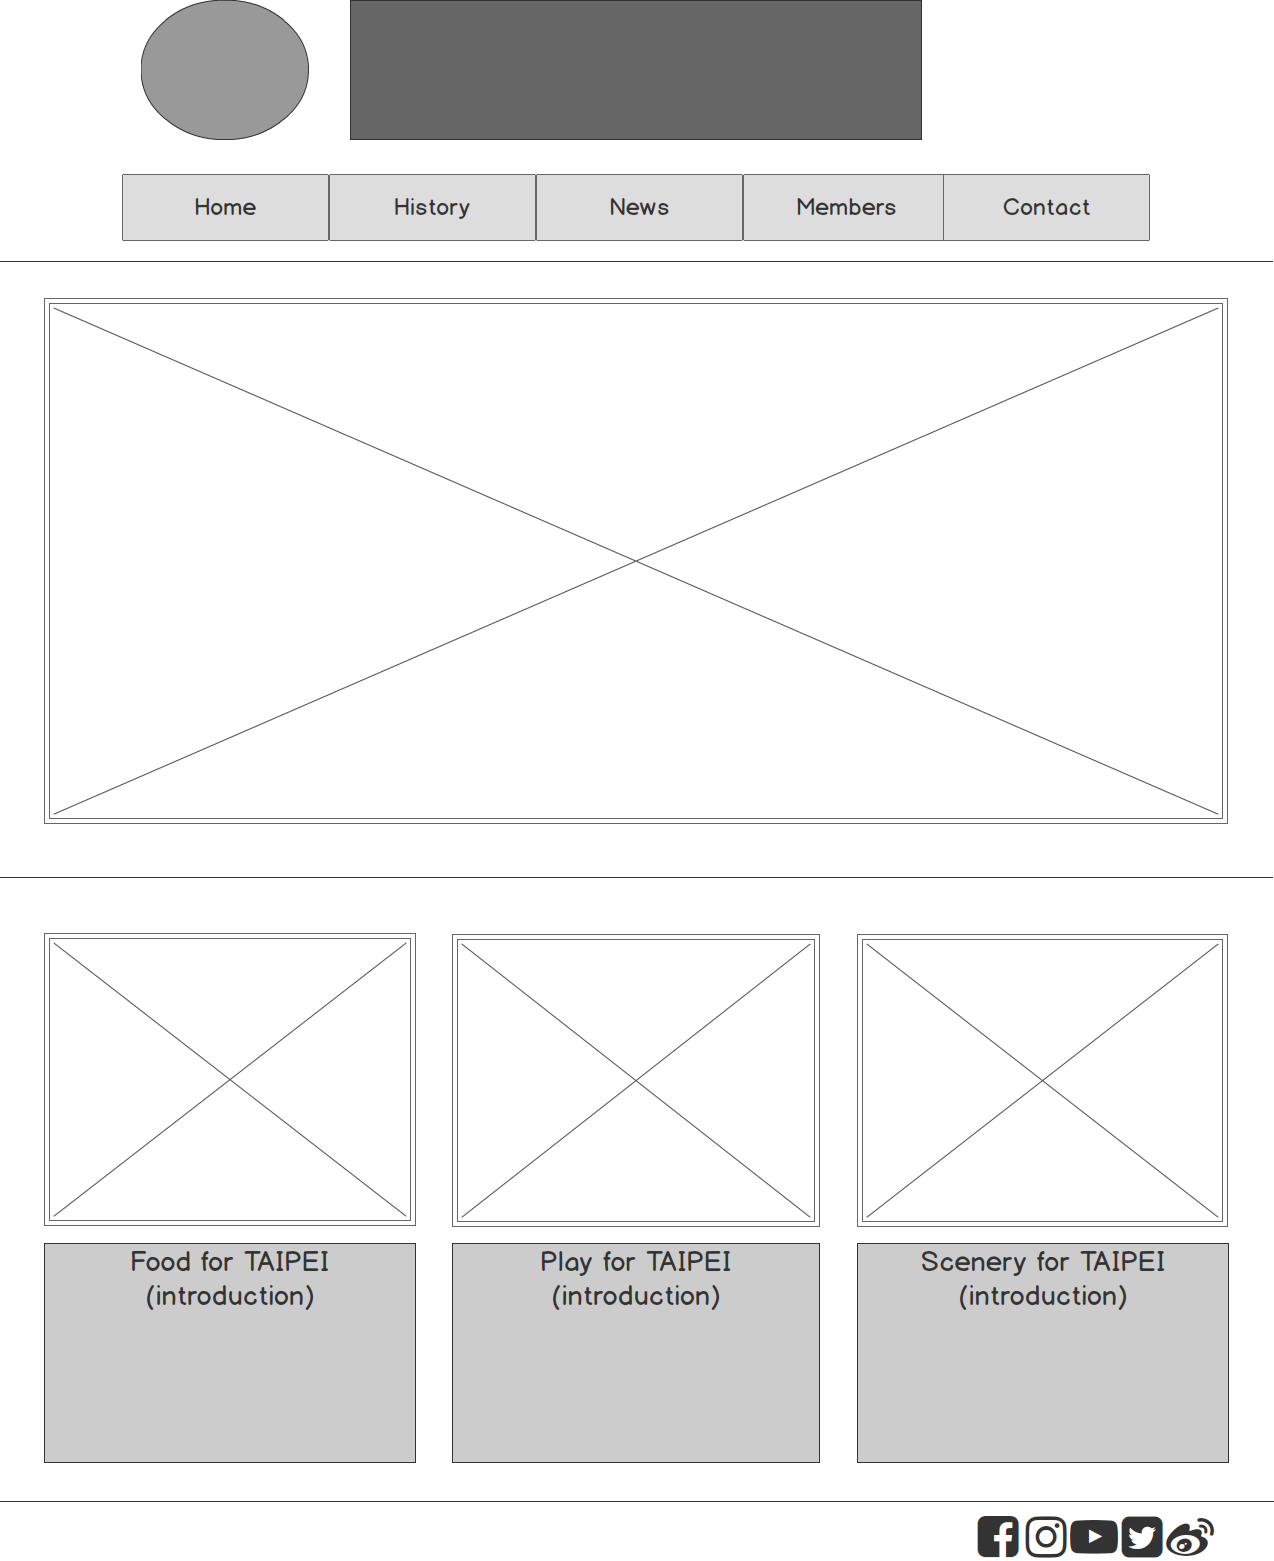 Home
History
News
Members
Contact
Food for TAIPEI
(introduction)
Play for TAIPEI
(introduction)
Scenery for TAIPEI
(introduction)